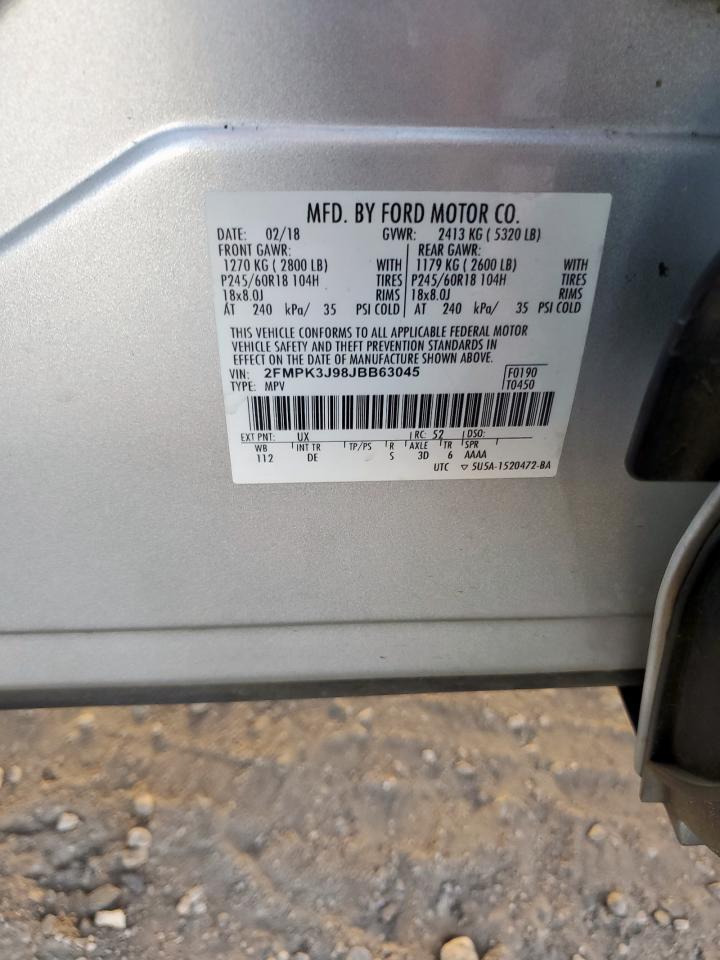 MFD. BY FORD MOTOR CO.
DATE: 02/18 GVWR: 2413 KG ( 5320 LB)
FRONT GAWR: REAR GAWR:
1270 KG ( 2800 LB) WITH 1179 KG ( 2600 LB) WITH
P245/60R18 104H TIRES P245/60R18 104H TIRES
18x8.0J RIMS 18x8.0J RIMS
AT 240 kPa/ 35 PSI COLD AT 240 kPa/ 35 PSI COLD
THIS VEHICLE CONFORMS TO ALL APPLICABLE FEDERAL MOTOR
VEHICLE SAFETY AND THEFT PREVENTION STANDARDS IN
EFFECT ON THE DATE OF MANUFACTURE SHOWN ABOVE.
VIN: 2FMPK3J98JBB63045 F0190
TYPE: MPV T0450
EXT PNT: UX RC: 52 DSO:
WB INT TR TP/PS R AXLE TR SPR
112 DE S 3D 6 AAAA
UTC ▽ 5U5A-1520472-BA